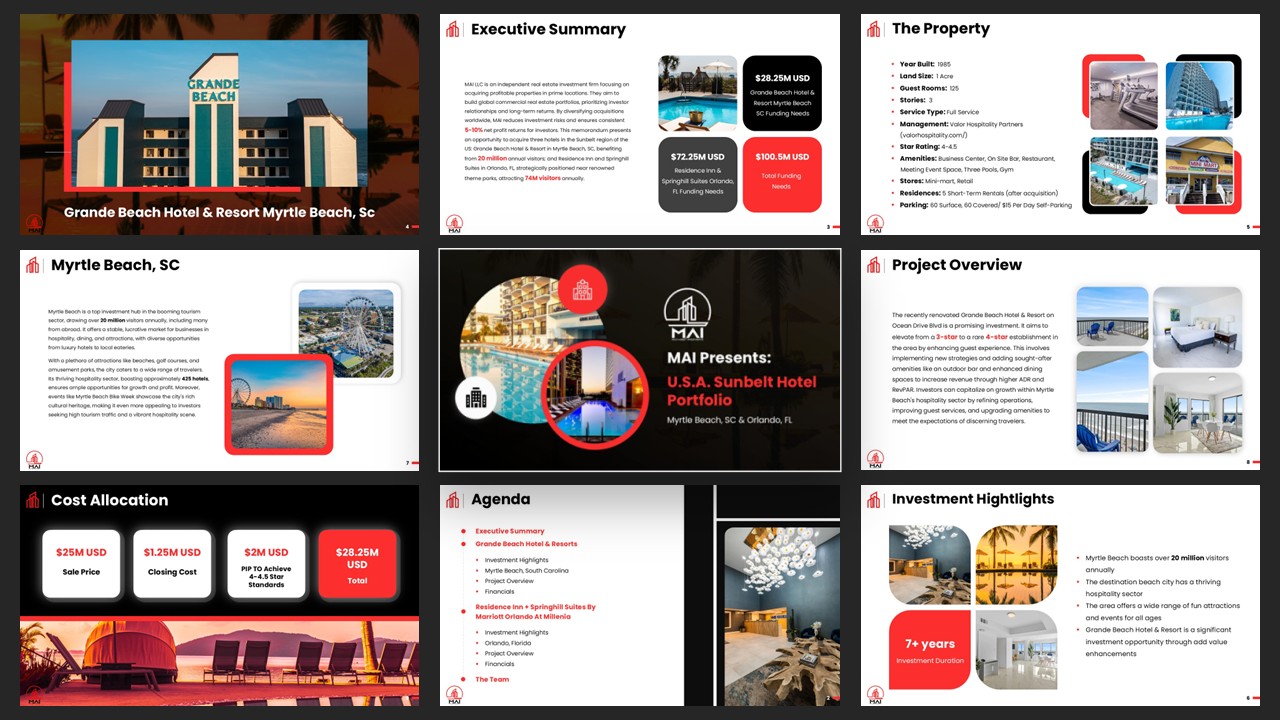 GRANDE
BEACH
Grande Beach Hotel & Resort Myrtle Beach, Sc
MAI
4
Executive Summary
MAI LLC is an independent real estate investment firm focusing on
acquiring profitable properties in prime locations. They aim to
build global commercial real estate portfolios, prioritizing investor
relationships and long-term returns. By diversifying acquisitions
worldwide, MAI reduces investment risks and ensures consistent
5-10% net profit returns for investors. This memorandum presents
an opportunity to acquire three hotels in the Sunbelt region of the
US: Grande Beach Hotel & Resort in Myrtle Beach, SC, benefiting
from 20 million annual visitors; and Residence Inn and Springhill
Suites in Orlando, FL, strategically positioned near renowned
theme parks, attracting 74M visitors annually.
$28.25M USD
Grande Beach Hotel &
Resort Myrtle Beach
SC Funding Needs
$72.25M USD
Residence Inn &
Springhill Suites Orlando,
FL Funding Needs
$100.5M USD
Total Funding
Needs
MAI
3
The Property
Year Built: 1985
Land Size: 1 Acre
Guest Rooms: 125
Stories: 3
Service Type: Full Service
Management: Valor Hospitality Partners
(valorhospitality.com/)
Star Rating: 4-4.5
Amenities: Business Center, On Site Bar, Restaurant,
Meeting Event Space, Three Pools, Gym
Stores: Mini-mart, Retail
Residences: 5 Short-Term Rentals (after acquisition)
Parking: 60 Surface, 60 Covered/ $15 Per Day Self-Parking
MINI MART
MAI
5
Myrtle Beach, SC
Myrtle Beach is a top investment hub in the booming tourism
sector, drawing over 20 million visitors annually, including many
from abroad. It offers a stable, lucrative market for businesses in
hospitality, dining, and attractions, with diverse opportunities
from luxury hotels to local eateries.
With a plethora of attractions like beaches, golf courses, and
amusement parks, the city caters to a wide range of travelers.
Its thriving hospitality sector, boasting approximately 425 hotels,
ensures ample opportunities for growth and profit. Moreover,
events like Myrtle Beach Bike Week showcase the city's rich
cultural heritage, making it even more appealing to investors
seeking high tourism traffic and a vibrant hospitality scene.
MAI
7
MAI
MAI Presents:
U.S.A. Sunbelt Hotel
Portfolio
Myrtle Beach, SC & Orlando, FL
Project Overview
The recently renovated Grande Beach Hotel & Resort on
Ocean Drive Blvd is a promising investment. It aims to
elevate from a 3-star to a rare 4-star establishment in
the area by enhancing guest experience. This involves
implementing new strategies and adding sought-after
amenities like an outdoor bar and enhanced dining
spaces to increase revenue through higher ADR and
RevPAR. Investors can capitalize on growth within Myrtle
Beach's hospitality sector by refining operations,
improving guest services, and upgrading amenities to
meet the expectations of discerning travelers.
MAI
8
Cost Allocation
$25M USD
Sale Price
$1.25M USD
Closing Cost
$2M USD
PIP TO Achieve
4-4.5 Star
Standards
$28.25M
USD
Total
MAI
Agenda
Executive Summary
Grande Beach Hotel & Resorts
Investment Highlights
Myrtle Beach, South Carolina
Project Overview
Financials
Residence Inn + Springhill Suites By
Marriott Orlando At Millenia
Investment Highlights
Orlando, Florida
Project Overview
Financials
The Team
MAI
2
Investment Hightlights
7+ years
Investment Duration
Myrtle Beach boasts over 20 million visitors
annually
The destination beach city has a thriving
hospitality sector
The area offers a wide range of fun attractions
and events for all ages
Grande Beach Hotel & Resort is a significant
investment opportunity through add value
enhancements
MAI
6